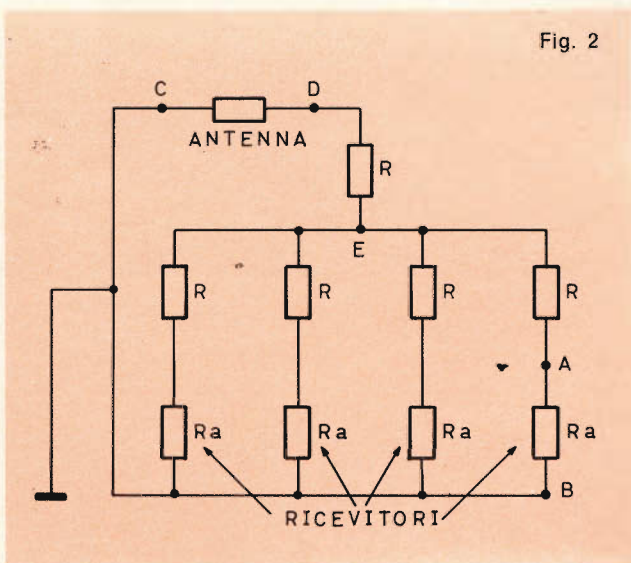 Fig. 2
C D
ANTENNA
R
E
R R R R
A
Ra Ra Ra Ra
B
RICEVITORI